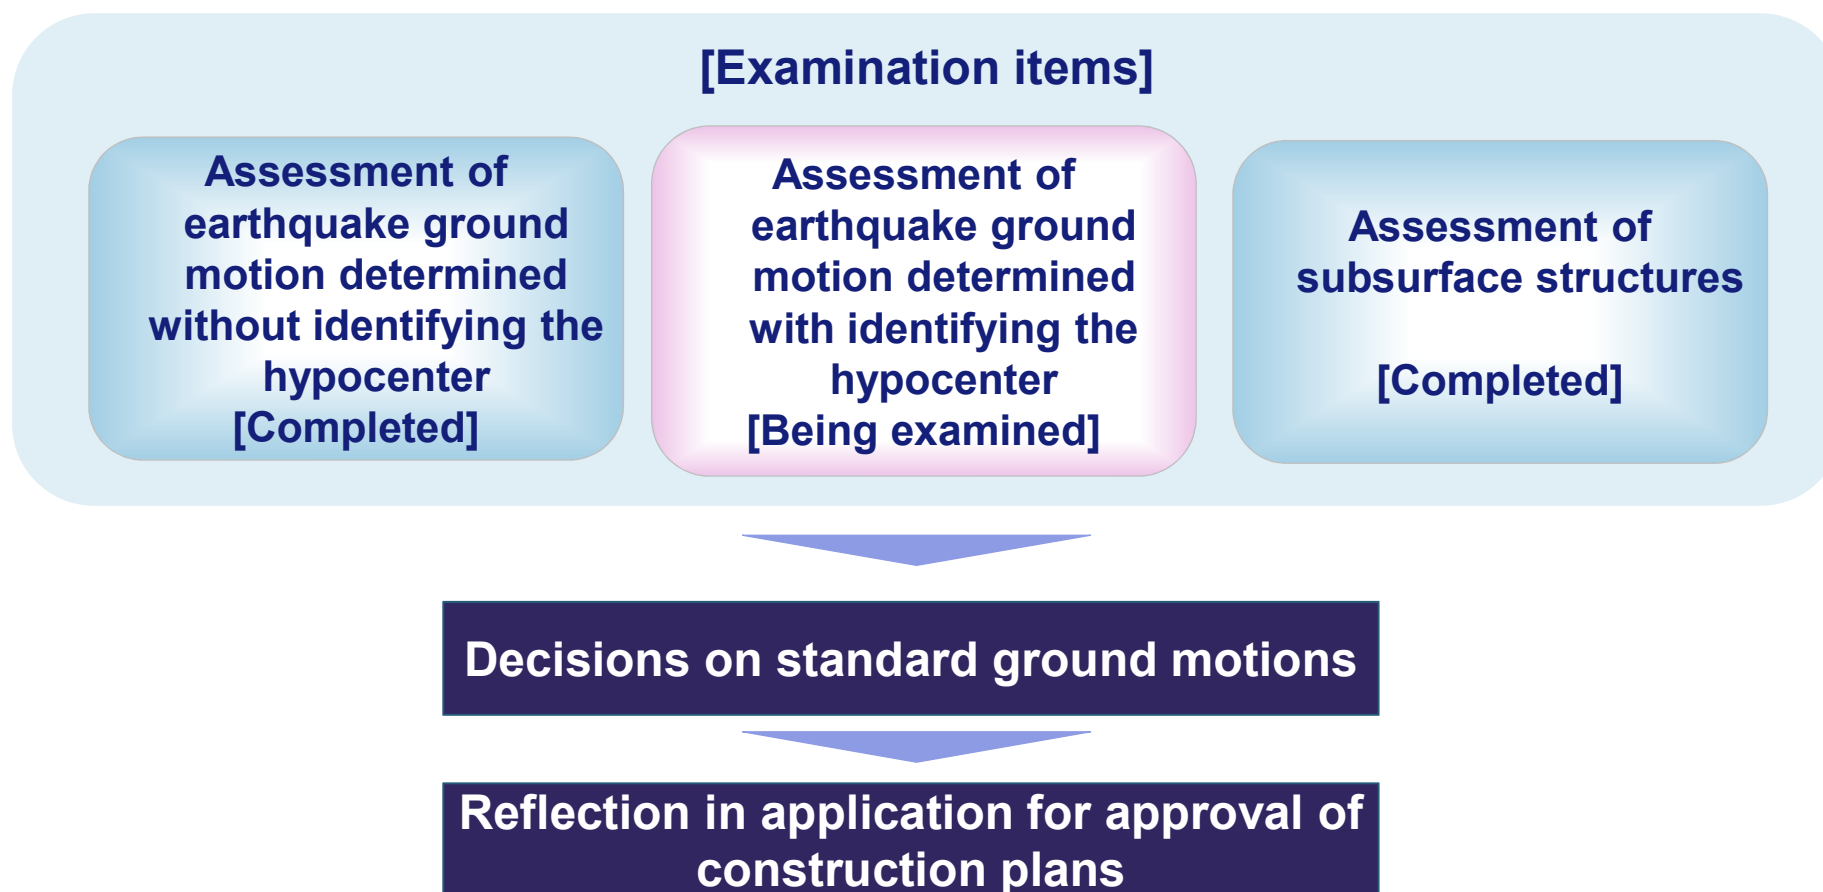 [Examination items]
Assessment of
earthquake ground
motion determined
without identifying the
hypocenter
[Completed]
Assessment of
earthquake ground
motion determined
with identifying the
hypocenter
[Being examined]
Assessment of
subsurface structures
[Completed]
Decisions on standard ground motions
Reflection in application for approval of
construction plans